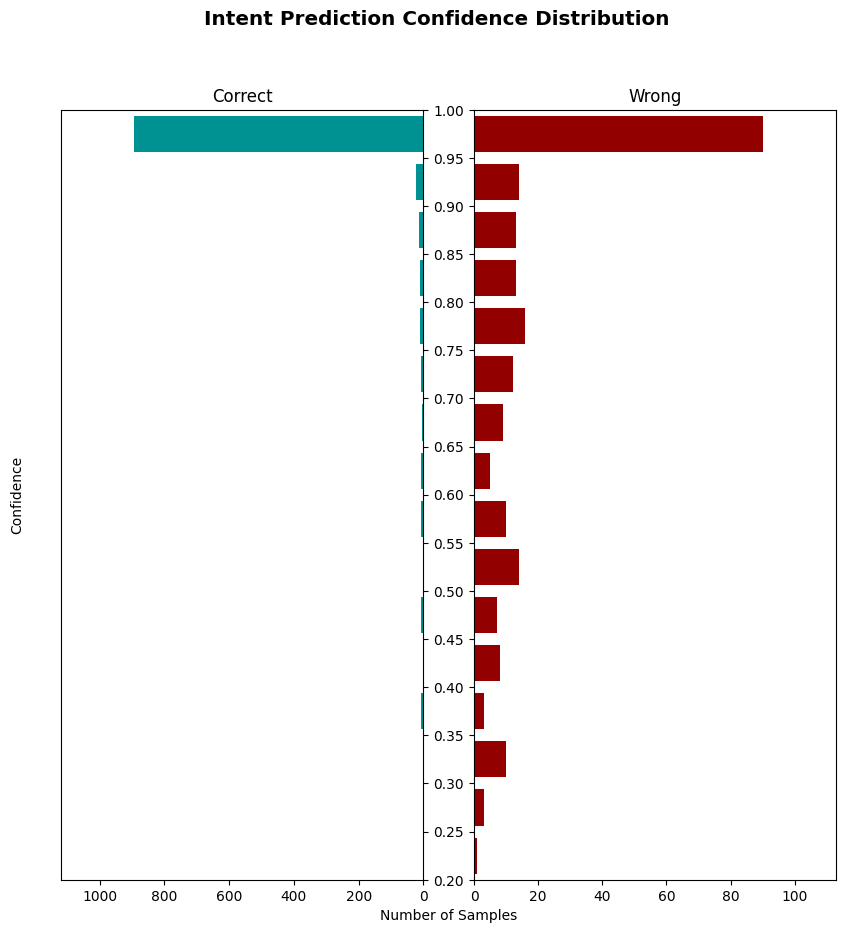 Intent Prediction Confidence Distribution
Correct
Wrong
1.00
0.95
0.90
0.85
0.80
0.75
0.70
0.65
0.60
0.55
0.50
0.45
0.40
0.35
0.30
0.25
0.20
Confidence
1000 800 600 400 200 0
0 20 40 60 80 100
Number of Samples